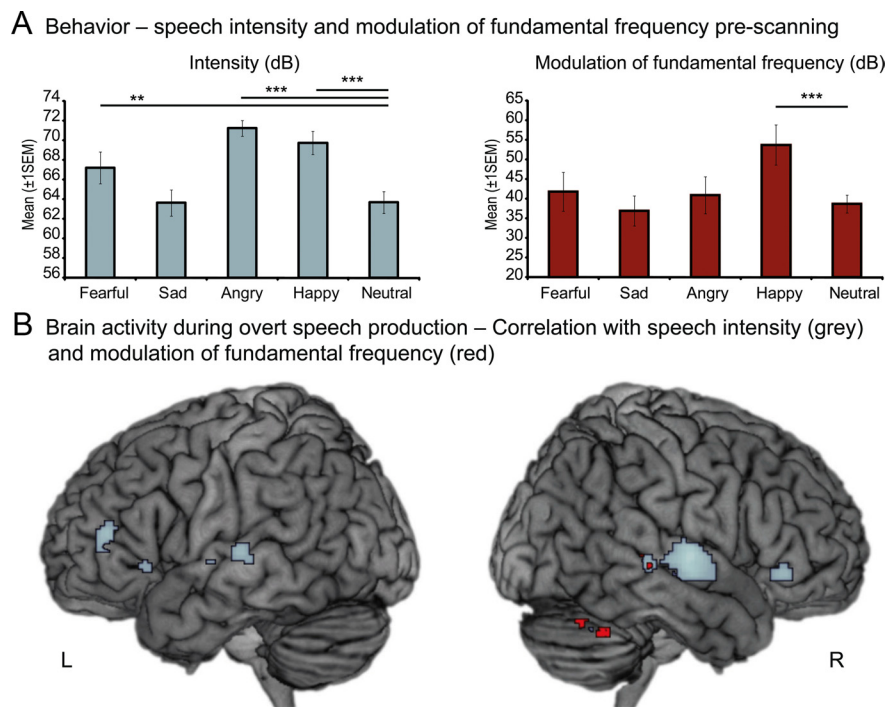 A Behavior – speech intensity and modulation of fundamental frequency pre-scanning
Intensity (dB)
***
***
**
Mean (±1SEM)
74
72
70
68
66
64
62
60
58
56
Fearful Sad Angry Happy Neutral
Modulation of fundamental frequency (dB)
***
Mean (±1SEM)
65
60
55
50
45
40
35
30
25
20
Fearful Sad Angry Happy Neutral
B Brain activity during overt speech production – Correlation with speech intensity (grey)
and modulation of fundamental frequency (red)
L
R